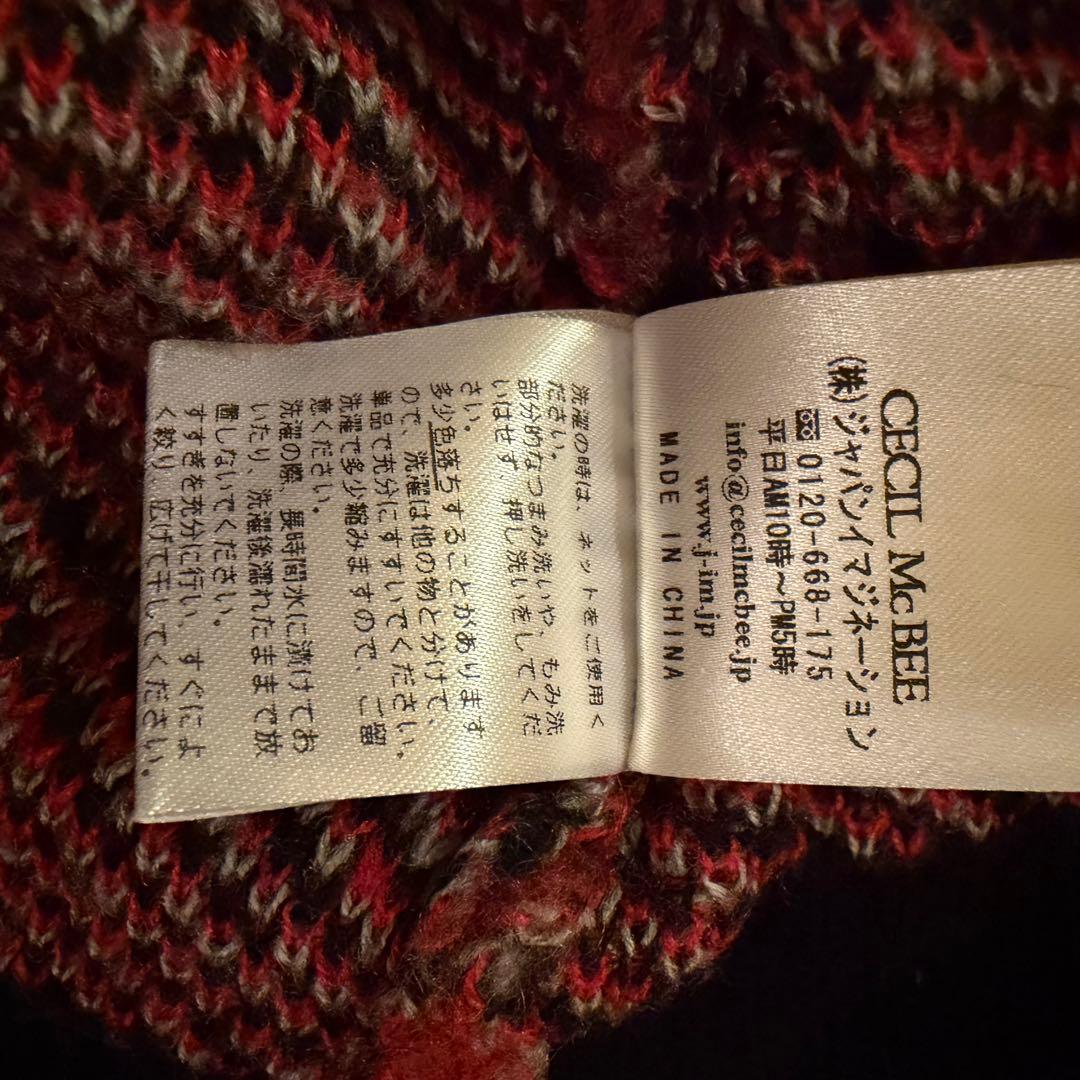 CECIL McBEE
(株)ジャパンイマジネーション
0120-668-175
平日AM10時～PM5時
info@cecilmcbee.jp
www.j-im.jp
MADE IN CHINA
洗濯の時は、ネットをご使用く
ださい。
部分的なつまみ洗いや、もみ洗
いはせず、押し洗いをしてくだ
さい。
多少色落ちすることがあります
ので、洗濯は他の物と分けて、
単品で充分にすすいでください。
洗濯で多少縮みますので、ご留
意ください。
洗濯の際、長時間水に漬けてお
いたり、洗濯後濡れたままで放
置しないでください。
すすぎを充分に行い、すぐによ
く絞り、広げて干してください。